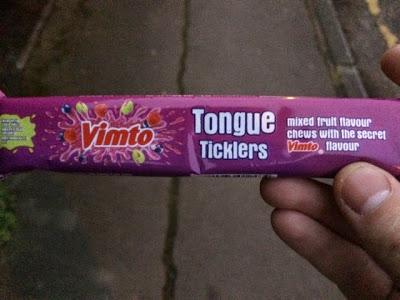 Vimto
Tongue
Ticklers
mixed fruit flavour
chews with the secret
Vimto flavour